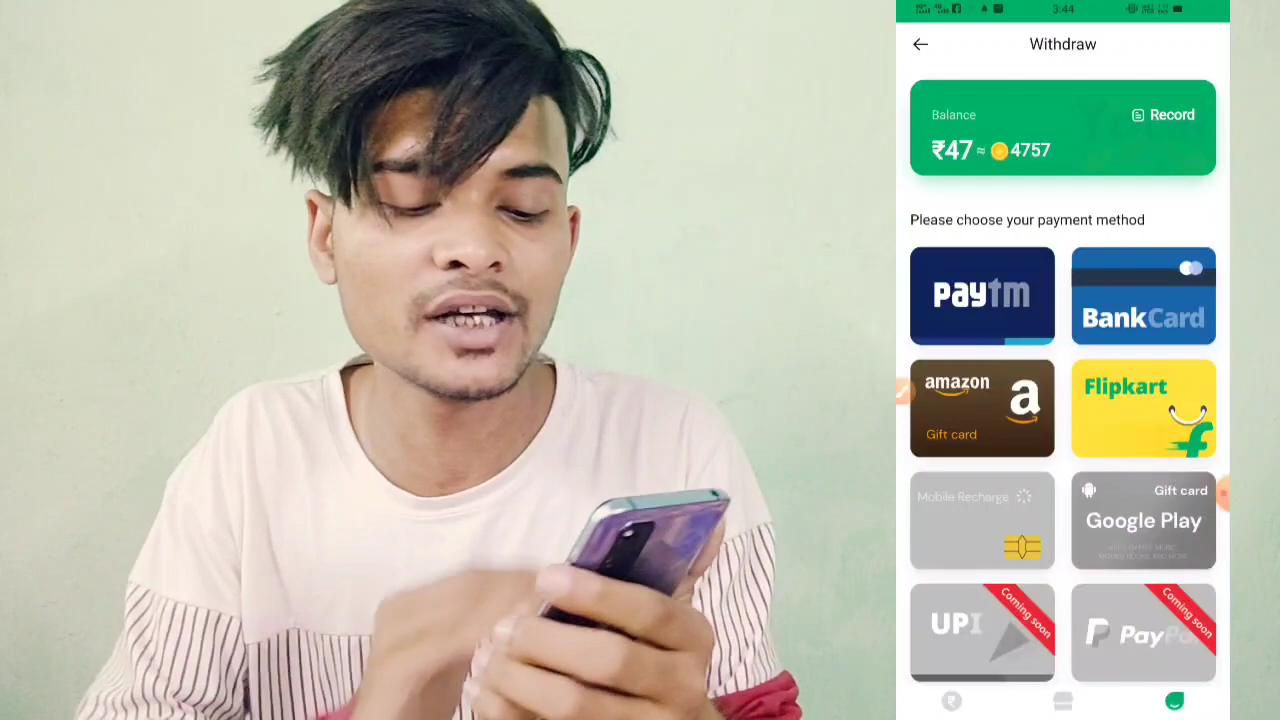 3:44
Withdraw
Balance
Record
₹47 ≈ 4757
Please choose your payment method
paytm
BankCard
amazon
a
Gift card
Flipkart
Mobile Recharge
Gift card
Google Play
UPI
Coming soon
PayPal
Coming soon